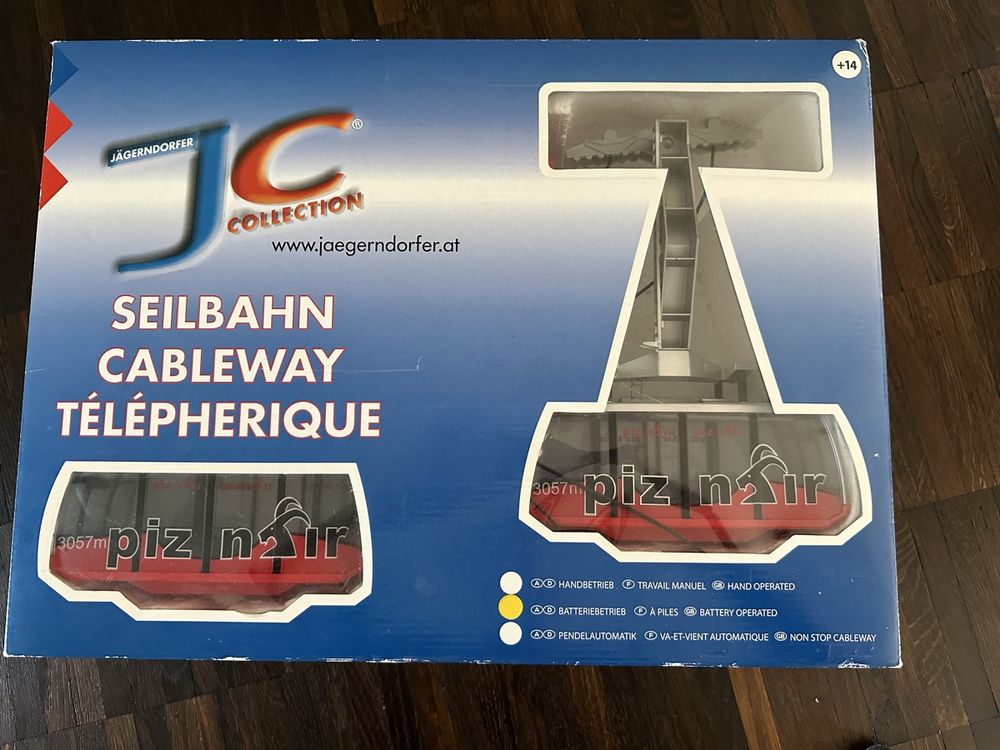 +14
JÄGERNDORFER
JC®
COLLECTION
www.jaegerndorfer.at
SEILBAHN
CABLEWAY
TÉLÉPHERIQUE
3057m piz nair
3057m piz nair
A D HANDBETRIEB F TRAVAIL MANUEL GB HAND OPERATED
A D BATTERIEBETRIEB F À PILES GB BATTERY OPERATED
A D PENDELAUTOMATIK F VA-ET-VIENT AUTOMATIQUE GB NON STOP CABLEWAY